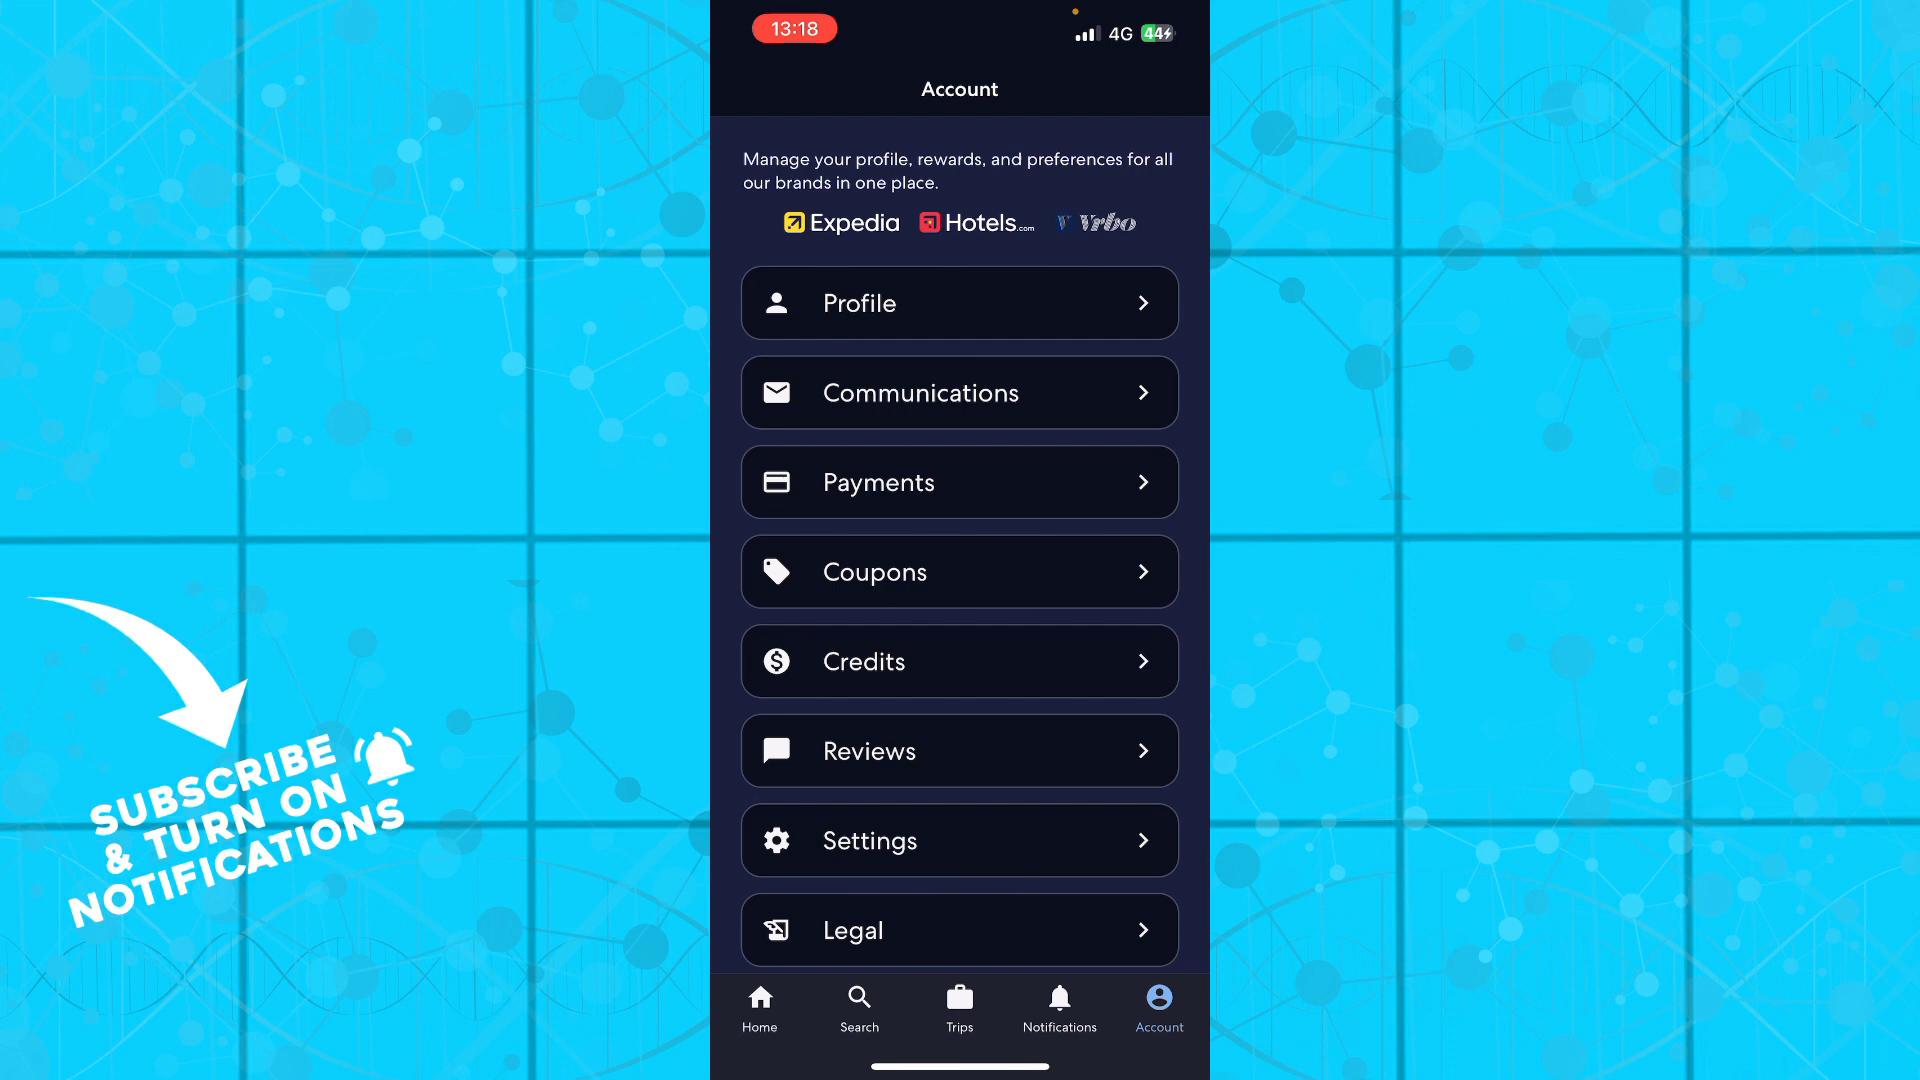 13:18
4G 44
Account
Manage your profile, rewards, and preferences for all
our brands in one place.
Expedia Hotels.com Vrbo
Profile
Communications
Payments
Coupons
Credits
Reviews
Settings
Legal
Home Search Trips Notifications Account
SUBSCRIBE
& TURN ON
NOTIFICATIONS